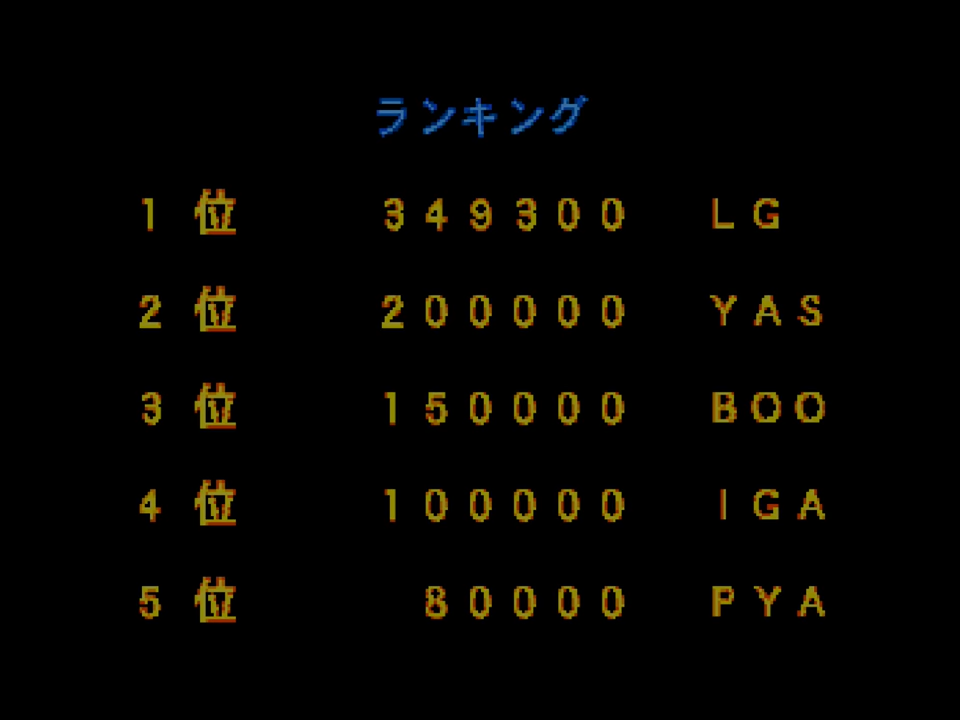 ランキング
1位 349300 LG
2位 200000 YAS
3位 150000 BOO
4位 100000 IGA
5位 80000 PYA